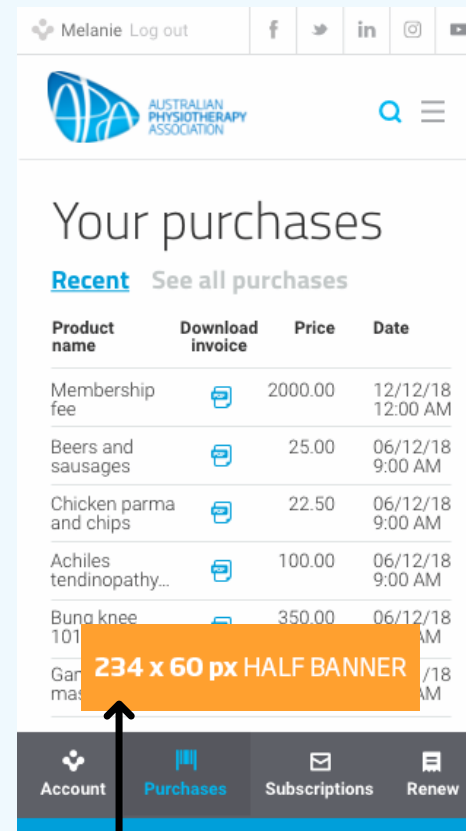 Melanie Log out
AUSTRALIAN
PHYSIOTHERAPY
ASSOCIATION
Your purchases
Recent See all purchases
Product name Download invoice Price Date
Membership fee 2000.00 12/12/18 12:00 AM
Beers and sausages 25.00 06/12/18 9:00 AM
Chicken parma and chips 22.50 06/12/18 9:00 AM
Achiles tendinopathy... 100.00 06/12/18 9:00 AM
Bung knee 101 350.00 06/12/18 AM
/18 AM
234 x 60 px HALF BANNER
Account Purchases Subscriptions Renew